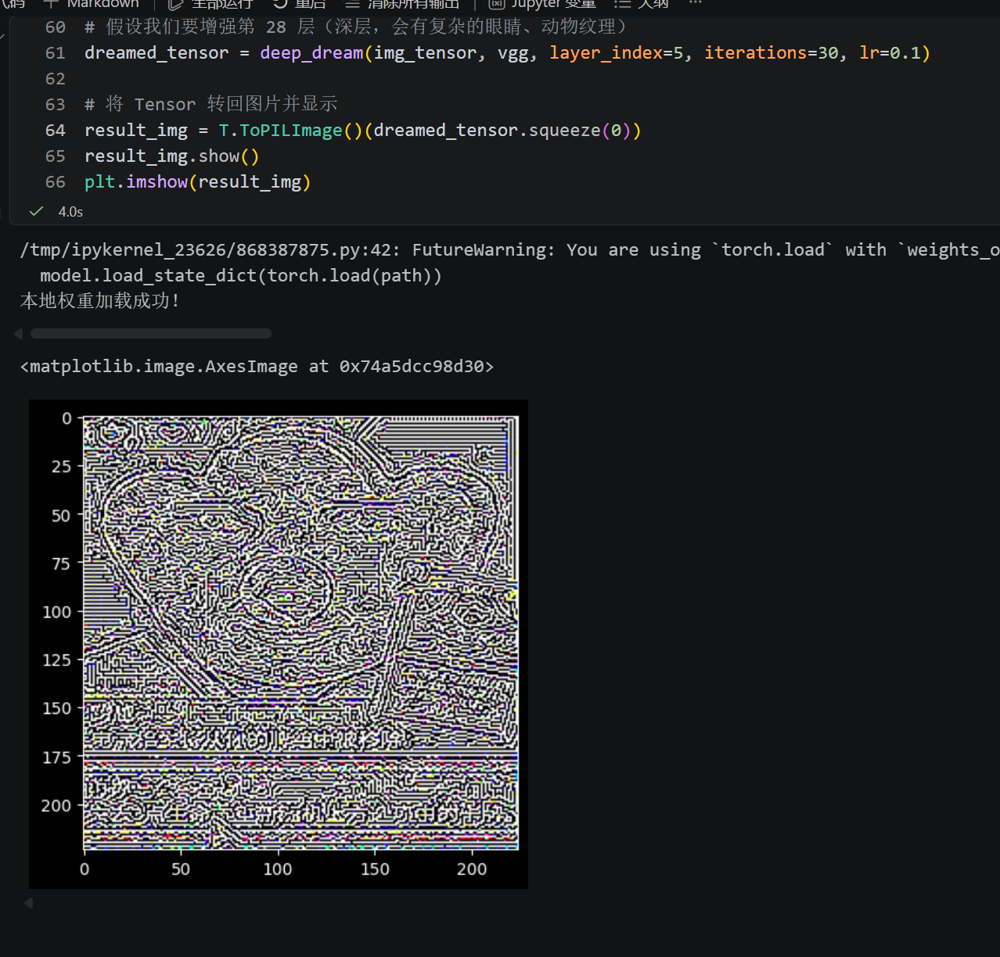 代码 + Markdown 全部运行 重启 清除所有输出 Jupyter 变量 大纲 ...
60 # 假设我们要增强第 28 层（深层，会有复杂的眼睛、动物纹理）
61 dreamed_tensor = deep_dream(img_tensor, vgg, layer_index=5, iterations=30, lr=0.1)
62
63 # 将 Tensor 转回图片并显示
64 result_img = T.ToPILImage()(dreamed_tensor.squeeze(0))
65 result_img.show()
66 plt.imshow(result_img)
4.0s
/tmp/ipykernel_23626/868387875.py:42: FutureWarning: You are using `torch.load` with `weights_o
model.load_state_dict(torch.load(path))
本地权重加载成功！
<matplotlib.image.AxesImage at 0x74a5dcc98d30>
0
25
50
75
100
125
150
175
200
0 50 100 150 200